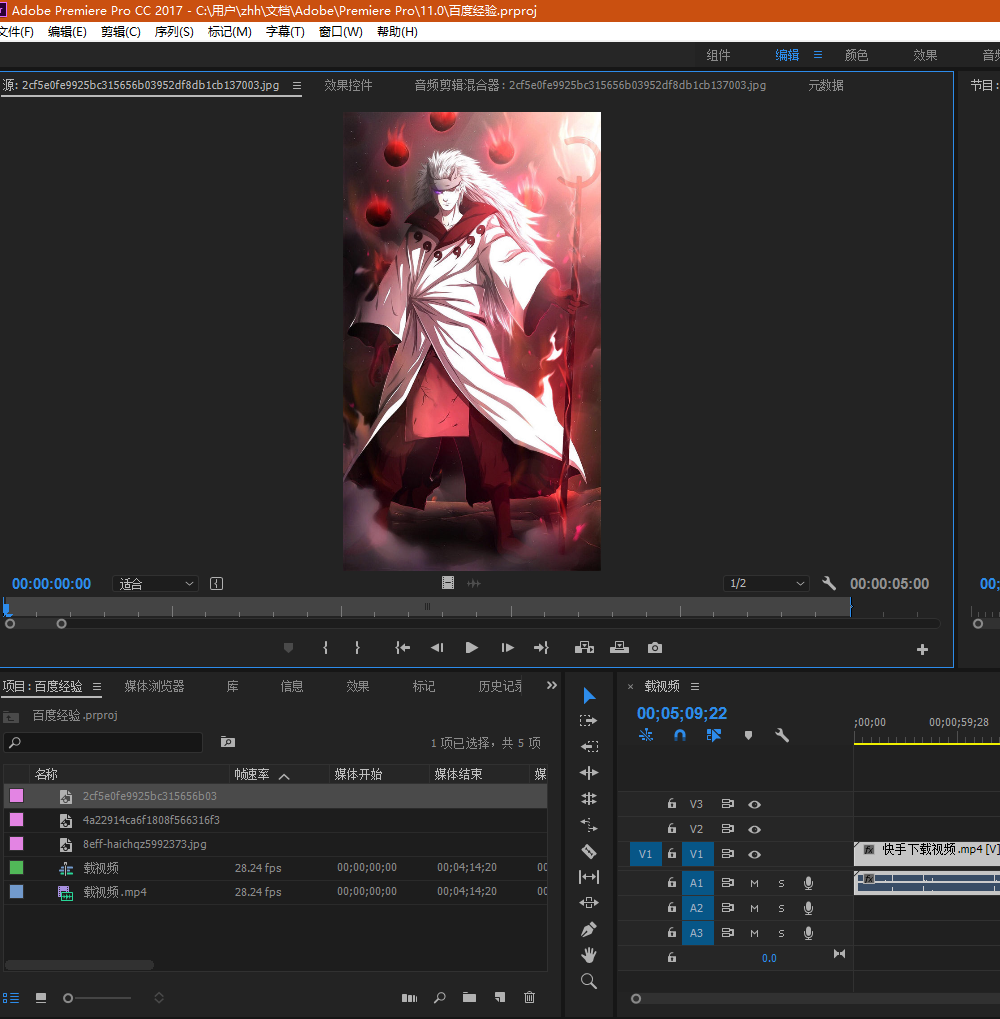 Adobe Premiere Pro CC 2017 - C:\用户\zhh\文档\Adobe\Premiere Pro\11.0\百度经验.prproj
文件(F) 编辑(E) 剪辑(C) 序列(S) 标记(M) 字幕(T) 窗口(W) 帮助(H)
组件 编辑 颜色 效果 音频
源: 2cf5e0fe9925bc315656b03952df8db1cb137003.jpg 效果控件 音频剪辑混合器: 2cf5e0fe9925bc315656b03952df8db1cb137003.jpg 元数据 节目:
00:00:00:00 适合 1/2 00:00:05:00 00:
项目: 百度经验 媒体浏览器 库 信息 效果 标记 历史记录
百度经验.prproj
1 项已选择，共 5 项
名称 帧速率 媒体开始 媒体结束 媒
2cf5e0fe9925bc315656b03
4a22914ca6f1808f566316f3
8eff-haichqz5992373.jpg
载视频 28.24 fps 00;00;00;00 00;04;14;20 00
载视频.mp4 28.24 fps 00;00;00;00 00;04;14;20 00
× 载视频
00;05;09;22
;00;00 00;00;59;28
V3
V2
V1 V1 fx 快手下载视频.mp4 [V]
A1 M S fx
A2 M S
A3 M S
0.0